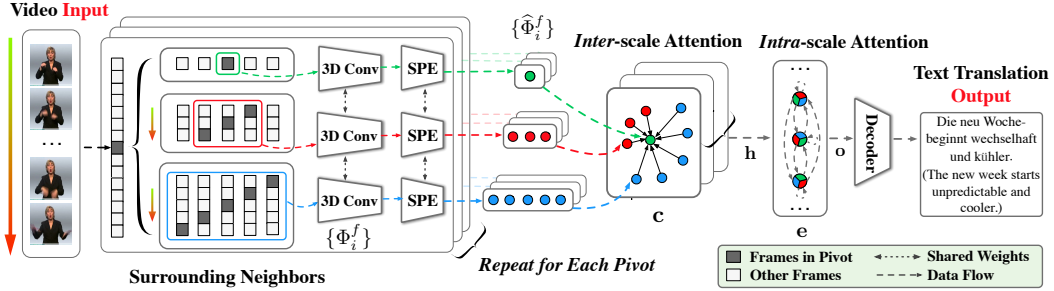 Video Input
...
3D Conv
SPE
3D Conv
SPE
3D Conv
SPE
{Φ_i^f}
Surrounding Neighbors
{Φ̂_i^f}
Repeat for Each Pivot
Inter-scale Attention
c
h
Intra-scale Attention
...
...
e
o
Decoder
Text Translation
Output
Die neu Woche-
beginnt wechselhaft
und kühler.
(The new week starts
unpredictable and
cooler.)
Frames in Pivot
Other Frames
Shared Weights
Data Flow